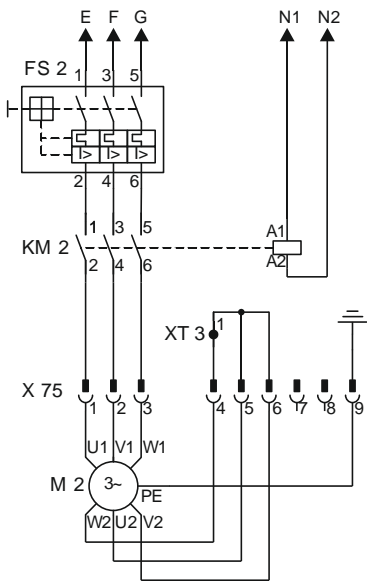 E F G N1 N2
FS 2
1 3 5
I> I> I>
2 4 6
KM 2
1 3 5
2 4 6
A1
A2
XT 3
1
X 75
1 2 3 4 5 6 7 8 9
U1 V1 W1
M 2
3~
PE
W2 U2 V2